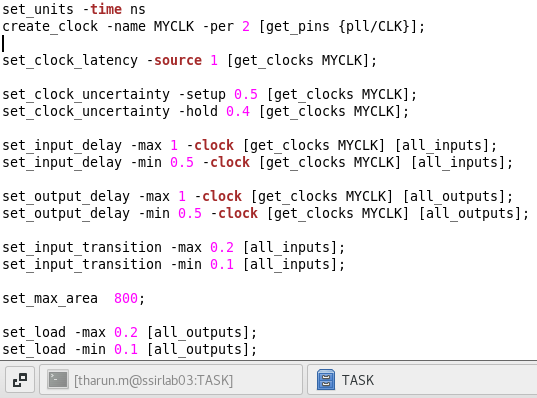 set_units -time ns
create_clock -name MYCLK -per 2 [get_pins {pll/CLK}];
set_clock_latency -source 1 [get_clocks MYCLK];
set_clock_uncertainty -setup 0.5 [get_clocks MYCLK];
set_clock_uncertainty -hold 0.4 [get_clocks MYCLK];
set_input_delay -max 1 -clock [get_clocks MYCLK] [all_inputs];
set_input_delay -min 0.5 -clock [get_clocks MYCLK] [all_inputs];
set_output_delay -max 1 -clock [get_clocks MYCLK] [all_outputs];
set_output_delay -min 0.5 -clock [get_clocks MYCLK] [all_outputs];
set_input_transition -max 0.2 [all_inputs];
set_input_transition -min 0.1 [all_inputs];
set_max_area  800;
set_load -max 0.2 [all_outputs];
set_load -min 0.1 [all_outputs];
[tharun.m@ssirlab03:TASK]
TASK